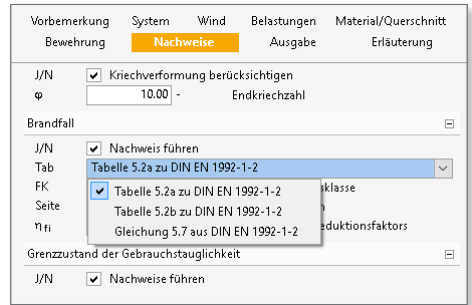 Vorbemerkung System Wind Belastungen Material/Querschnitt
Bewehrung Nachweise Ausgabe Erläuterung
J/N Kriechverformung berücksichtigen
φ 10.00 - Endkriechzahl
Brandfall
J/N Nachweis führen
Tab Tabelle 5.2a zu DIN EN 1992-1-2
FK sklasse
Tabelle 5.2a zu DIN EN 1992-1-2
Seite
Tabelle 5.2b zu DIN EN 1992-1-2
η fi eduktionsfaktors
Gleichung 5.7 aus DIN EN 1992-1-2
Grenzzustand der Gebrauchstauglichkeit
J/N Nachweise führen